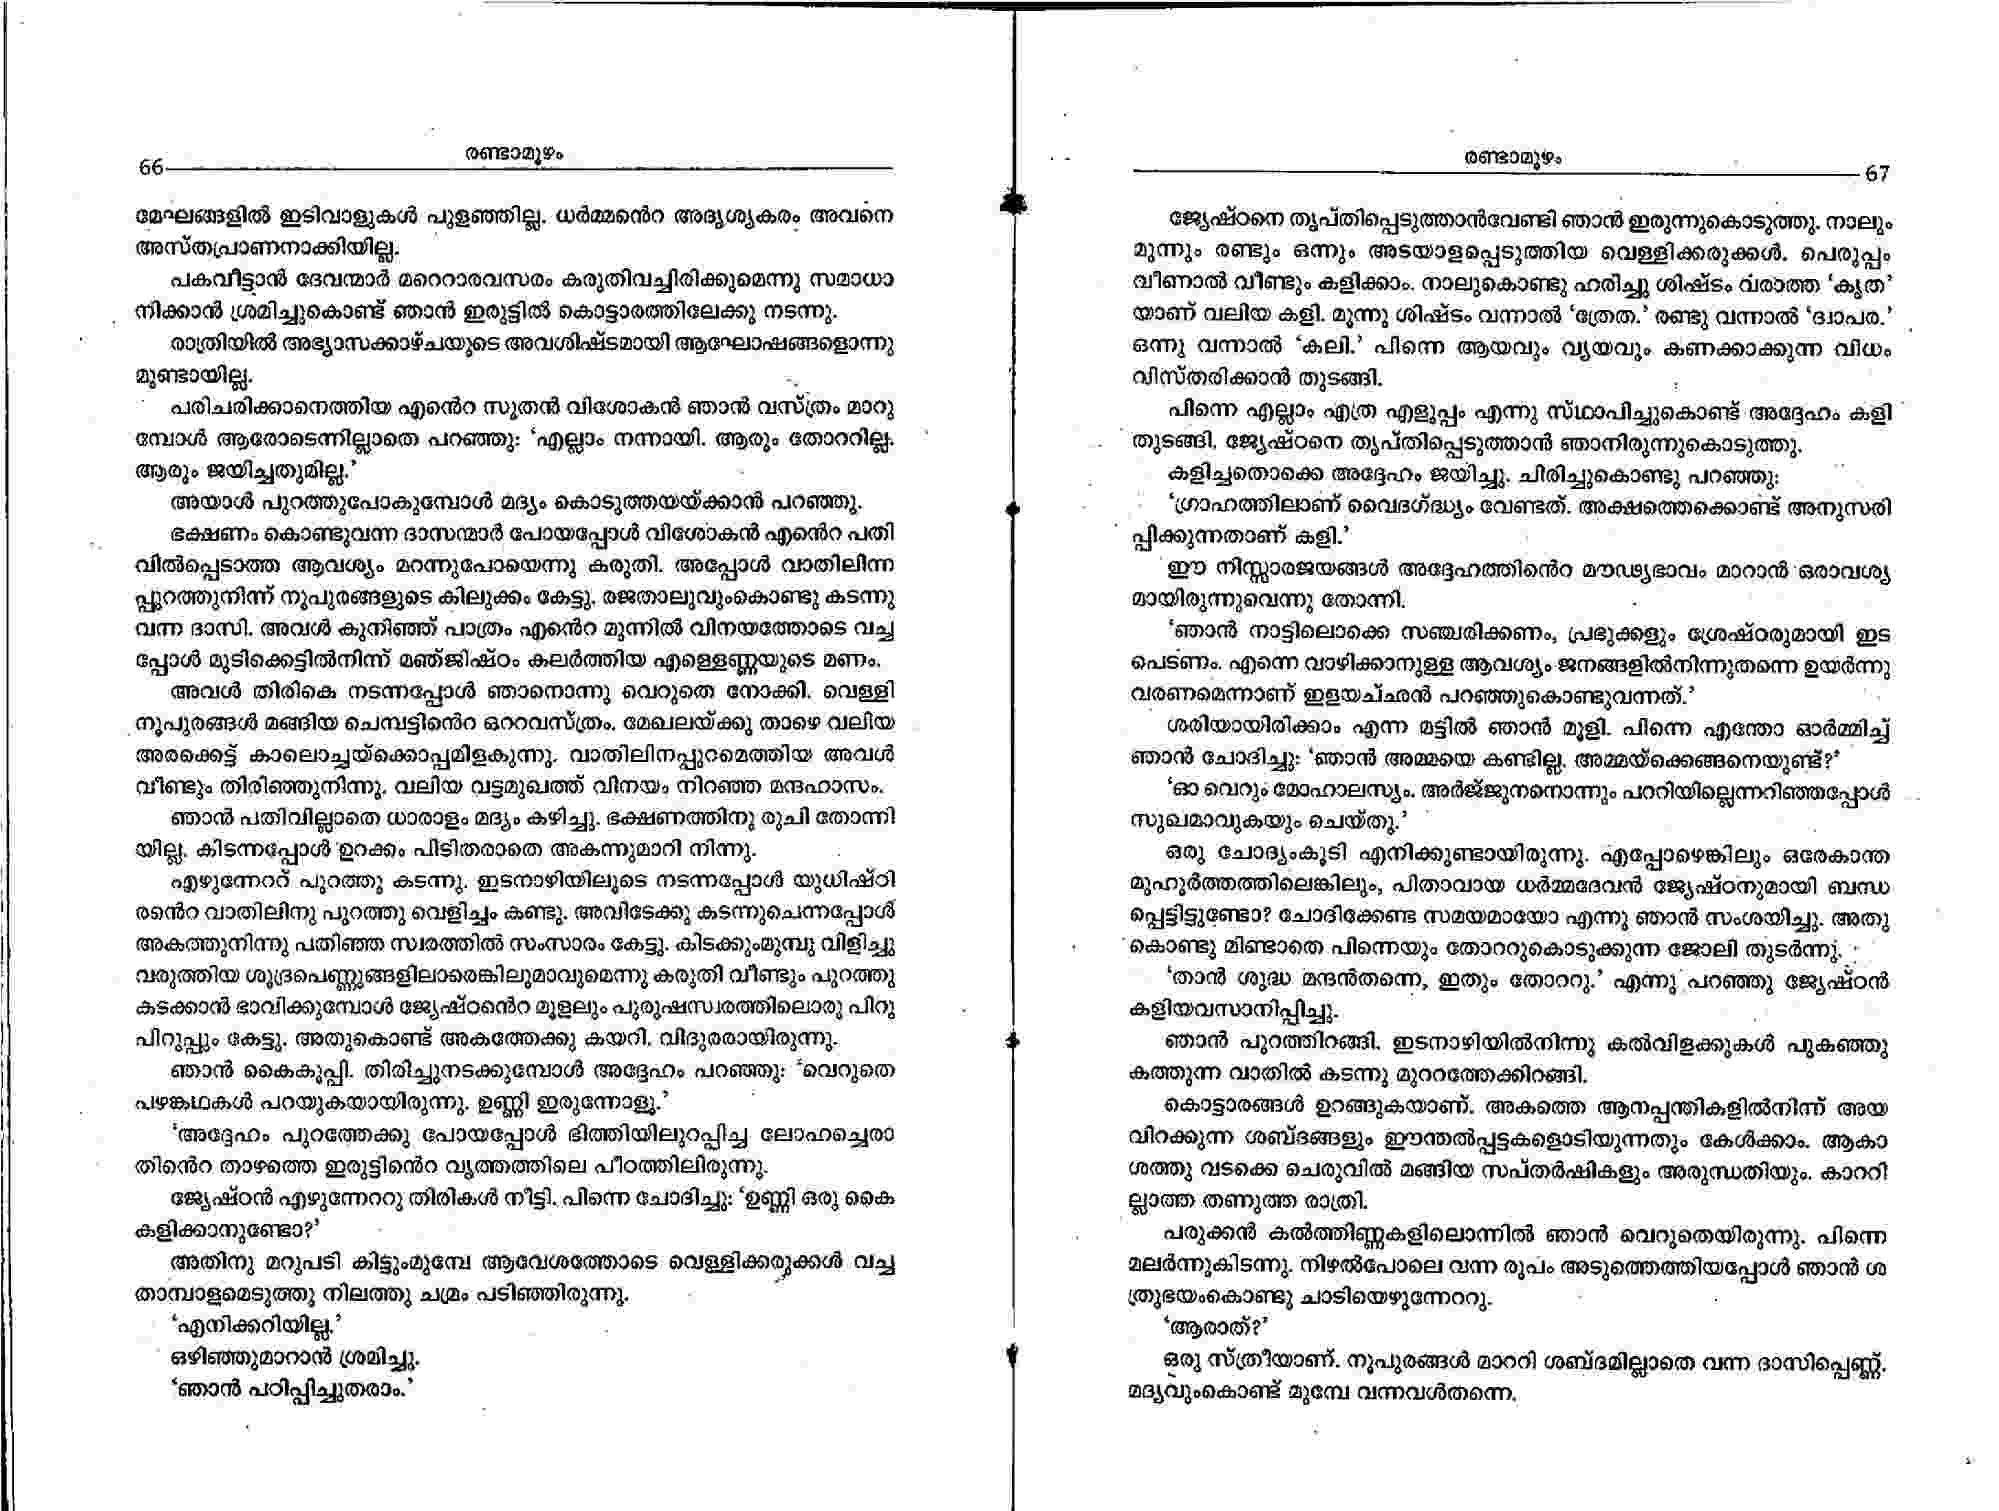 66
രണ്ടാമൂഴം
മേഘങ്ങളിൽ ഇടിവാളുകൾ പുളഞ്ഞില്ല. ധർമ്മൻെറ അദൃശ്യകരം അവനെ
അസ്തപ്രാണനാക്കിയില്ല.
പകവീട്ടാൻ ദേവന്മാർ മറെറാരവസരം കരുതിവച്ചിരിക്കുമെന്നു സമാധാ
നിക്കാൻ ശ്രമിച്ചുകൊണ്ട് ഞാൻ ഇരുട്ടിൽ കൊട്ടാരത്തിലേക്കു നടന്നു.
രാത്രിയിൽ അഭ്യാസക്കാഴ്ചയുടെ അവശിഷ്ടമായി ആഘോഷങ്ങളൊന്നു
മുണ്ടായില്ല.
പരിചരിക്കാനെത്തിയ എൻെറ സൂതൻ വിശോകൻ ഞാൻ വസ്ത്രം മാറു
മ്പോൾ ആരോടെന്നില്ലാതെ പറഞ്ഞു: ‘എല്ലാം നന്നായി. ആരും തോററില്ല.
ആരും ജയിച്ചതുമില്ല.’
അയാൾ പുറത്തുപോകുമ്പോൾ മദ്യം കൊടുത്തയയ്ക്കാൻ പറഞ്ഞു.
ഭക്ഷണം കൊണ്ടുവന്ന ദാസന്മാർ പോയപ്പോൾ വിശോകൻ എൻെറ പതി
വിൽപ്പെടാത്ത ആവശ്യം മറന്നുപോയെന്നു കരുതി. അപ്പോൾ വാതിലിന
പ്പുറത്തുനിന്ന് നൂപുരങ്ങളുടെ കിലുക്കം കേട്ടു. രജതാലുവുംകൊണ്ടു കടന്നു
വന്ന ദാസി. അവൾ കുനിഞ്ഞ് പാത്രം എൻെറ മുന്നിൽ വിനയത്തോടെ വച്ച
പ്പോൾ മുടിക്കെട്ടിൽനിന്ന് മഞ്ജിഷ്ഠം കലർത്തിയ എള്ളെണ്ണയുടെ മണം.
അവൾ തിരികെ നടന്നപ്പോൾ ഞാനൊന്നു വെറുതെ നോക്കി. വെള്ളി
നൂപുരങ്ങൾ മങ്ങിയ ചെമ്പട്ടിൻെറ ഒററവസ്ത്രം. മേഖലയ്ക്കു താഴെ വലിയ
അരക്കെട്ട് കാലൊച്ചയ്ക്കൊപ്പമിളകുന്നു. വാതിലിനപ്പുറമെത്തിയ അവൾ
വീണ്ടും തിരിഞ്ഞുനിന്നു. വലിയ വട്ടമുഖത്ത് വിനയം നിറഞ്ഞ മന്ദഹാസം.
ഞാൻ പതിവില്ലാതെ ധാരാളം മദ്യം കഴിച്ചു. ഭക്ഷണത്തിനു രുചി തോന്നി
യില്ല. കിടന്നപ്പോൾ ഉറക്കം പിടിതരാതെ അകന്നുമാറി നിന്നു.
എഴുന്നേററ് പുറത്തു കടന്നു. ഇടനാഴിയിലൂടെ നടന്നപ്പോൾ യുധിഷ്ഠി
രൻെറ വാതിലിനു പുറത്തു വെളിച്ചം കണ്ടു. അവിടേക്കു കടന്നുചെന്നപ്പോൾ
അകത്തുനിന്നു പതിഞ്ഞ സ്വരത്തിൽ സംസാരം കേട്ടു. കിടക്കുംമുമ്പു വിളിച്ചു
വരുത്തിയ ശൂദ്രപെണ്ണുങ്ങളിലാരെങ്കിലുമാവുമെന്നു കരുതി വീണ്ടും പുറത്തു
കടക്കാൻ ഭാവിക്കുമ്പോൾ ജ്യേഷ്ഠൻെറ മൂളലും പുരുഷസ്വരത്തിലൊരു പിറു
പിറുപ്പും കേട്ടു. അതുകൊണ്ട് അകത്തേക്കു കയറി. വിദുരരായിരുന്നു.
ഞാൻ കൈകൂപ്പി. തിരിച്ചുനടക്കുമ്പോൾ അദ്ദേഹം പറഞ്ഞു: ‘വെറുതെ
പഴങ്കഥകൾ പറയുകയായിരുന്നു. ഉണ്ണി ഇരുന്നോളൂ.’
‘അദ്ദേഹം പുറത്തേക്കു പോയപ്പോൾ ഭിത്തിയിലുറപ്പിച്ച ലോഹച്ചെരാ
തിൻെറ താഴത്തെ ഇരുട്ടിൻെറ വൃത്തത്തിലെ പീഠത്തിലിരുന്നു.
ജ്യേഷ്ഠൻ എഴുന്നേററു തിരികൾ നീട്ടി. പിന്നെ ചോദിച്ചു: ‘ഉണ്ണി ഒരു കൈ
കളിക്കാനുണ്ടോ?’
അതിനു മറുപടി കിട്ടുംമുമ്പേ ആവേശത്തോടെ വെള്ളിക്കരുക്കൾ വച്ച
താമ്പാളമെടുത്തു നിലത്തു ചമ്രം പടിഞ്ഞിരുന്നു.
‘എനിക്കറിയില്ല.’
ഒഴിഞ്ഞുമാറാൻ ശ്രമിച്ചു.
‘ഞാൻ പഠിപ്പിച്ചുതരാം.’
രണ്ടാമൂഴം
67
ജ്യേഷ്ഠനെ തൃപ്തിപ്പെടുത്താൻവേണ്ടി ഞാൻ ഇരുന്നുകൊടുത്തു. നാലും
മുന്നും രണ്ടും ഒന്നും അടയാളപ്പെടുത്തിയ വെള്ളിക്കരുക്കൾ. പെരുപ്പം
വീണാൽ വീണ്ടും കളിക്കാം. നാലുകൊണ്ടു ഹരിച്ചു ശിഷ്ടം വരാത്ത ‘കൃത’
യാണ് വലിയ കളി. മൂന്നു ശിഷ്ടം വന്നാൽ ‘ത്രേത.’ രണ്ടു വന്നാൽ ‘ദ്വാപര.’
ഒന്നു വന്നാൽ ‘കലി.’ പിന്നെ ആയവും വ്യയവും കണക്കാക്കുന്ന വിധം
വിസ്തരിക്കാൻ തുടങ്ങി.
പിന്നെ എല്ലാം എത്ര എളുപ്പം എന്നു സ്ഥാപിച്ചുകൊണ്ട് അദ്ദേഹം കളി
തുടങ്ങി. ജ്യേഷ്ഠനെ തൃപ്തിപ്പെടുത്താൻ ഞാനിരുന്നുകൊടുത്തു.
കളിച്ചതൊക്കെ അദ്ദേഹം ജയിച്ചു. ചിരിച്ചുകൊണ്ടു പറഞ്ഞു:
‘ഗ്രാഹത്തിലാണ് വൈദഗ്ദ്ധ്യം വേണ്ടത്. അക്ഷത്തെക്കൊണ്ട് അനുസരി
പ്പിക്കുന്നതാണ് കളി.’
ഈ നിസ്സാരജയങ്ങൾ അദ്ദേഹത്തിൻെറ മൗഢ്യഭാവം മാറാൻ ഒരാവശ്യ
മായിരുന്നുവെന്നു തോന്നി.
‘ഞാൻ നാട്ടിലൊക്കെ സഞ്ചരിക്കണം, പ്രഭുക്കളും ശ്രേഷ്ഠരുമായി ഇട
പെടണം. എന്നെ വാഴിക്കാനുള്ള ആവശ്യം ജനങ്ങളിൽനിന്നുതന്നെ ഉയർന്നു
വരണമെന്നാണ് ഇളയച്ഛൻ പറഞ്ഞുകൊണ്ടുവന്നത്.’
ശരിയായിരിക്കാം എന്ന മട്ടിൽ ഞാൻ മൂളി. പിന്നെ എന്തോ ഓർമ്മിച്ച്
ഞാൻ ചോദിച്ചു: ‘ഞാൻ അമ്മയെ കണ്ടില്ല. അമ്മയ്ക്കെങ്ങനെയുണ്ട്?’
‘ഓ വെറും മോഹാലസ്യം. അർജ്ജുനനൊന്നും പററിയില്ലെന്നറിഞ്ഞപ്പോൾ
സുഖമാവുകയും ചെയ്തു.’
ഒരു ചോദ്യംകൂടി എനിക്കുണ്ടായിരുന്നു. എപ്പോഴെങ്കിലും ഒരേകാന്ത
മുഹൂർത്തത്തിലെങ്കിലും, പിതാവായ ധർമ്മദേവൻ ജ്യേഷ്ഠനുമായി ബന്ധ
പ്പെട്ടിട്ടുണ്ടോ? ചോദിക്കേണ്ട സമയമായോ എന്നു ഞാൻ സംശയിച്ചു. അതു
കൊണ്ടു മിണ്ടാതെ പിന്നെയും തോററുകൊടുക്കുന്ന ജോലി തുടർന്നു.
‘താൻ ശുദ്ധ മന്ദൻതന്നെ, ഇതും തോററു.’ എന്നു പറഞ്ഞു ജ്യേഷ്ഠൻ
കളിയവസാനിപ്പിച്ചു.
ഞാൻ പുറത്തിറങ്ങി. ഇടനാഴിയിൽനിന്നു കൽവിളക്കുകൾ പുകഞ്ഞു
കത്തുന്ന വാതിൽ കടന്നു മുററത്തേക്കിറങ്ങി.
കൊട്ടാരങ്ങൾ ഉറങ്ങുകയാണ്. അകത്തെ ആനപ്പന്തികളിൽനിന്ന് അയ
വിറക്കുന്ന ശബ്ദങ്ങളും ഈന്തൽപ്പട്ടകളൊടിയുന്നതും കേൾക്കാം. ആകാ
ശത്തു വടക്കെ ചെരുവിൽ മങ്ങിയ സപ്തർഷികളും അരുന്ധതിയും. കാററി
ല്ലാത്ത തണുത്ത രാത്രി.
പരുക്കൻ കൽത്തിണ്ണകളിലൊന്നിൽ ഞാൻ വെറുതെയിരുന്നു. പിന്നെ
മലർന്നുകിടന്നു. നിഴൽപോലെ വന്ന രൂപം അടുത്തെത്തിയപ്പോൾ ഞാൻ ശ
ത്രുഭയംകൊണ്ടു ചാടിയെഴുന്നേററു.
‘ആരാത്?’
ഒരു സ്ത്രീയാണ്. നൂപുരങ്ങൾ മാററി ശബ്ദമില്ലാതെ വന്ന ദാസിപ്പെണ്ണ്.
മദ്യവുംകൊണ്ട് മുമ്പേ വന്നവൾതന്നെ.